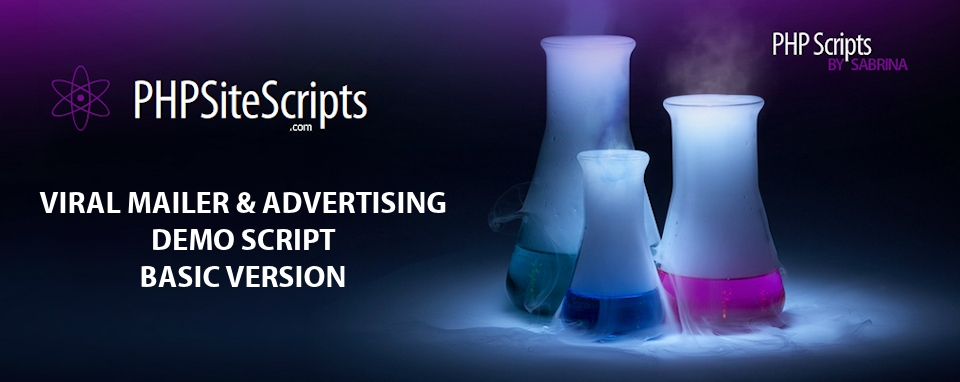 PHP Scripts
BY SABRINA
PHPSiteScripts
.com
VIRAL MAILER & ADVERTISING
DEMO SCRIPT
BASIC VERSION